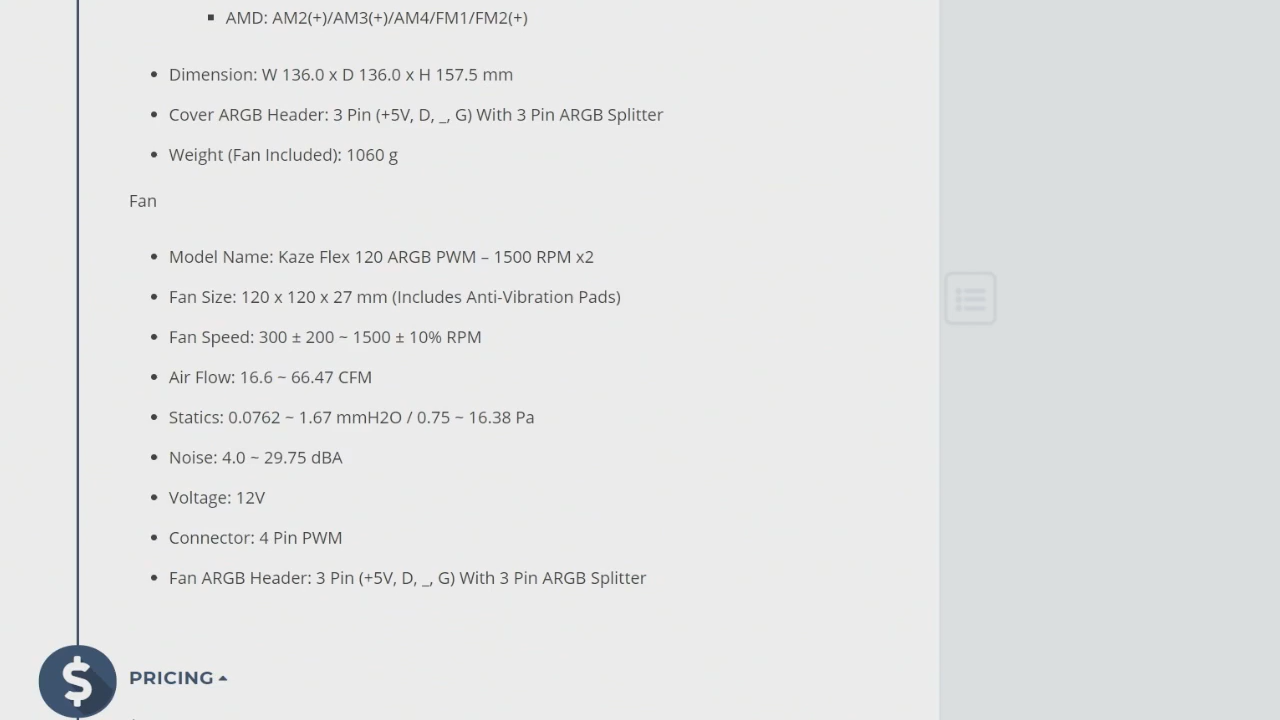 AMD: AM2(+)/AM3(+)/AM4/FM1/FM2(+)
Dimension: W 136.0 x D 136.0 x H 157.5 mm
Cover ARGB Header: 3 Pin (+5V, D, _, G) With 3 Pin ARGB Splitter
Weight (Fan Included): 1060 g
Fan
Model Name: Kaze Flex 120 ARGB PWM – 1500 RPM x2
Fan Size: 120 x 120 x 27 mm (Includes Anti-Vibration Pads)
Fan Speed: 300 ± 200 ~ 1500 ± 10% RPM
Air Flow: 16.6 ~ 66.47 CFM
Statics: 0.0762 ~ 1.67 mmH2O / 0.75 ~ 16.38 Pa
Noise: 4.0 ~ 29.75 dBA
Voltage: 12V
Connector: 4 Pin PWM
Fan ARGB Header: 3 Pin (+5V, D, _, G) With 3 Pin ARGB Splitter
$ PRICING